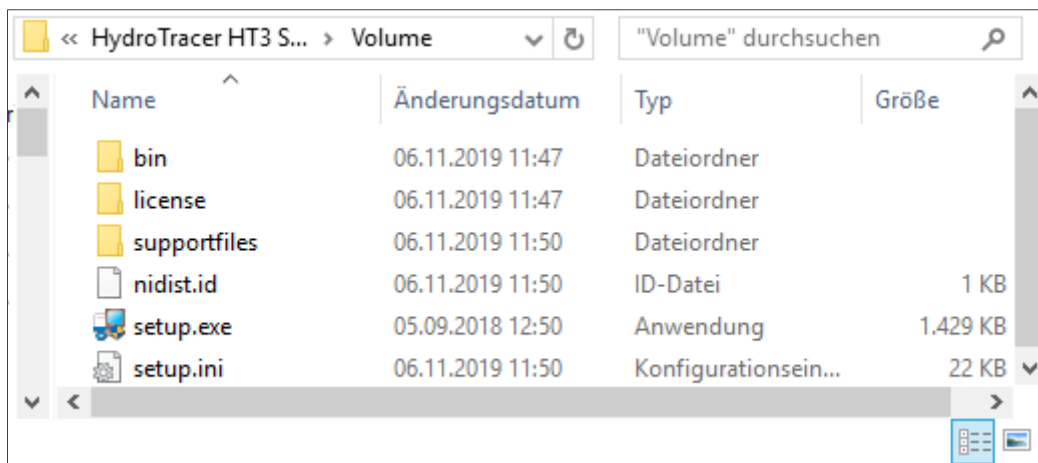 « HydroTracer HT3 S... › Volume "Volume" durchsuchen
Name Änderungsdatum Typ Größe
bin 06.11.2019 11:47 Dateiordner
license 06.11.2019 11:47 Dateiordner
supportfiles 06.11.2019 11:50 Dateiordner
nidist.id 06.11.2019 11:50 ID-Datei 1 KB
setup.exe 05.09.2018 12:50 Anwendung 1.429 KB
setup.ini 06.11.2019 11:50 Konfigurationsein... 22 KB